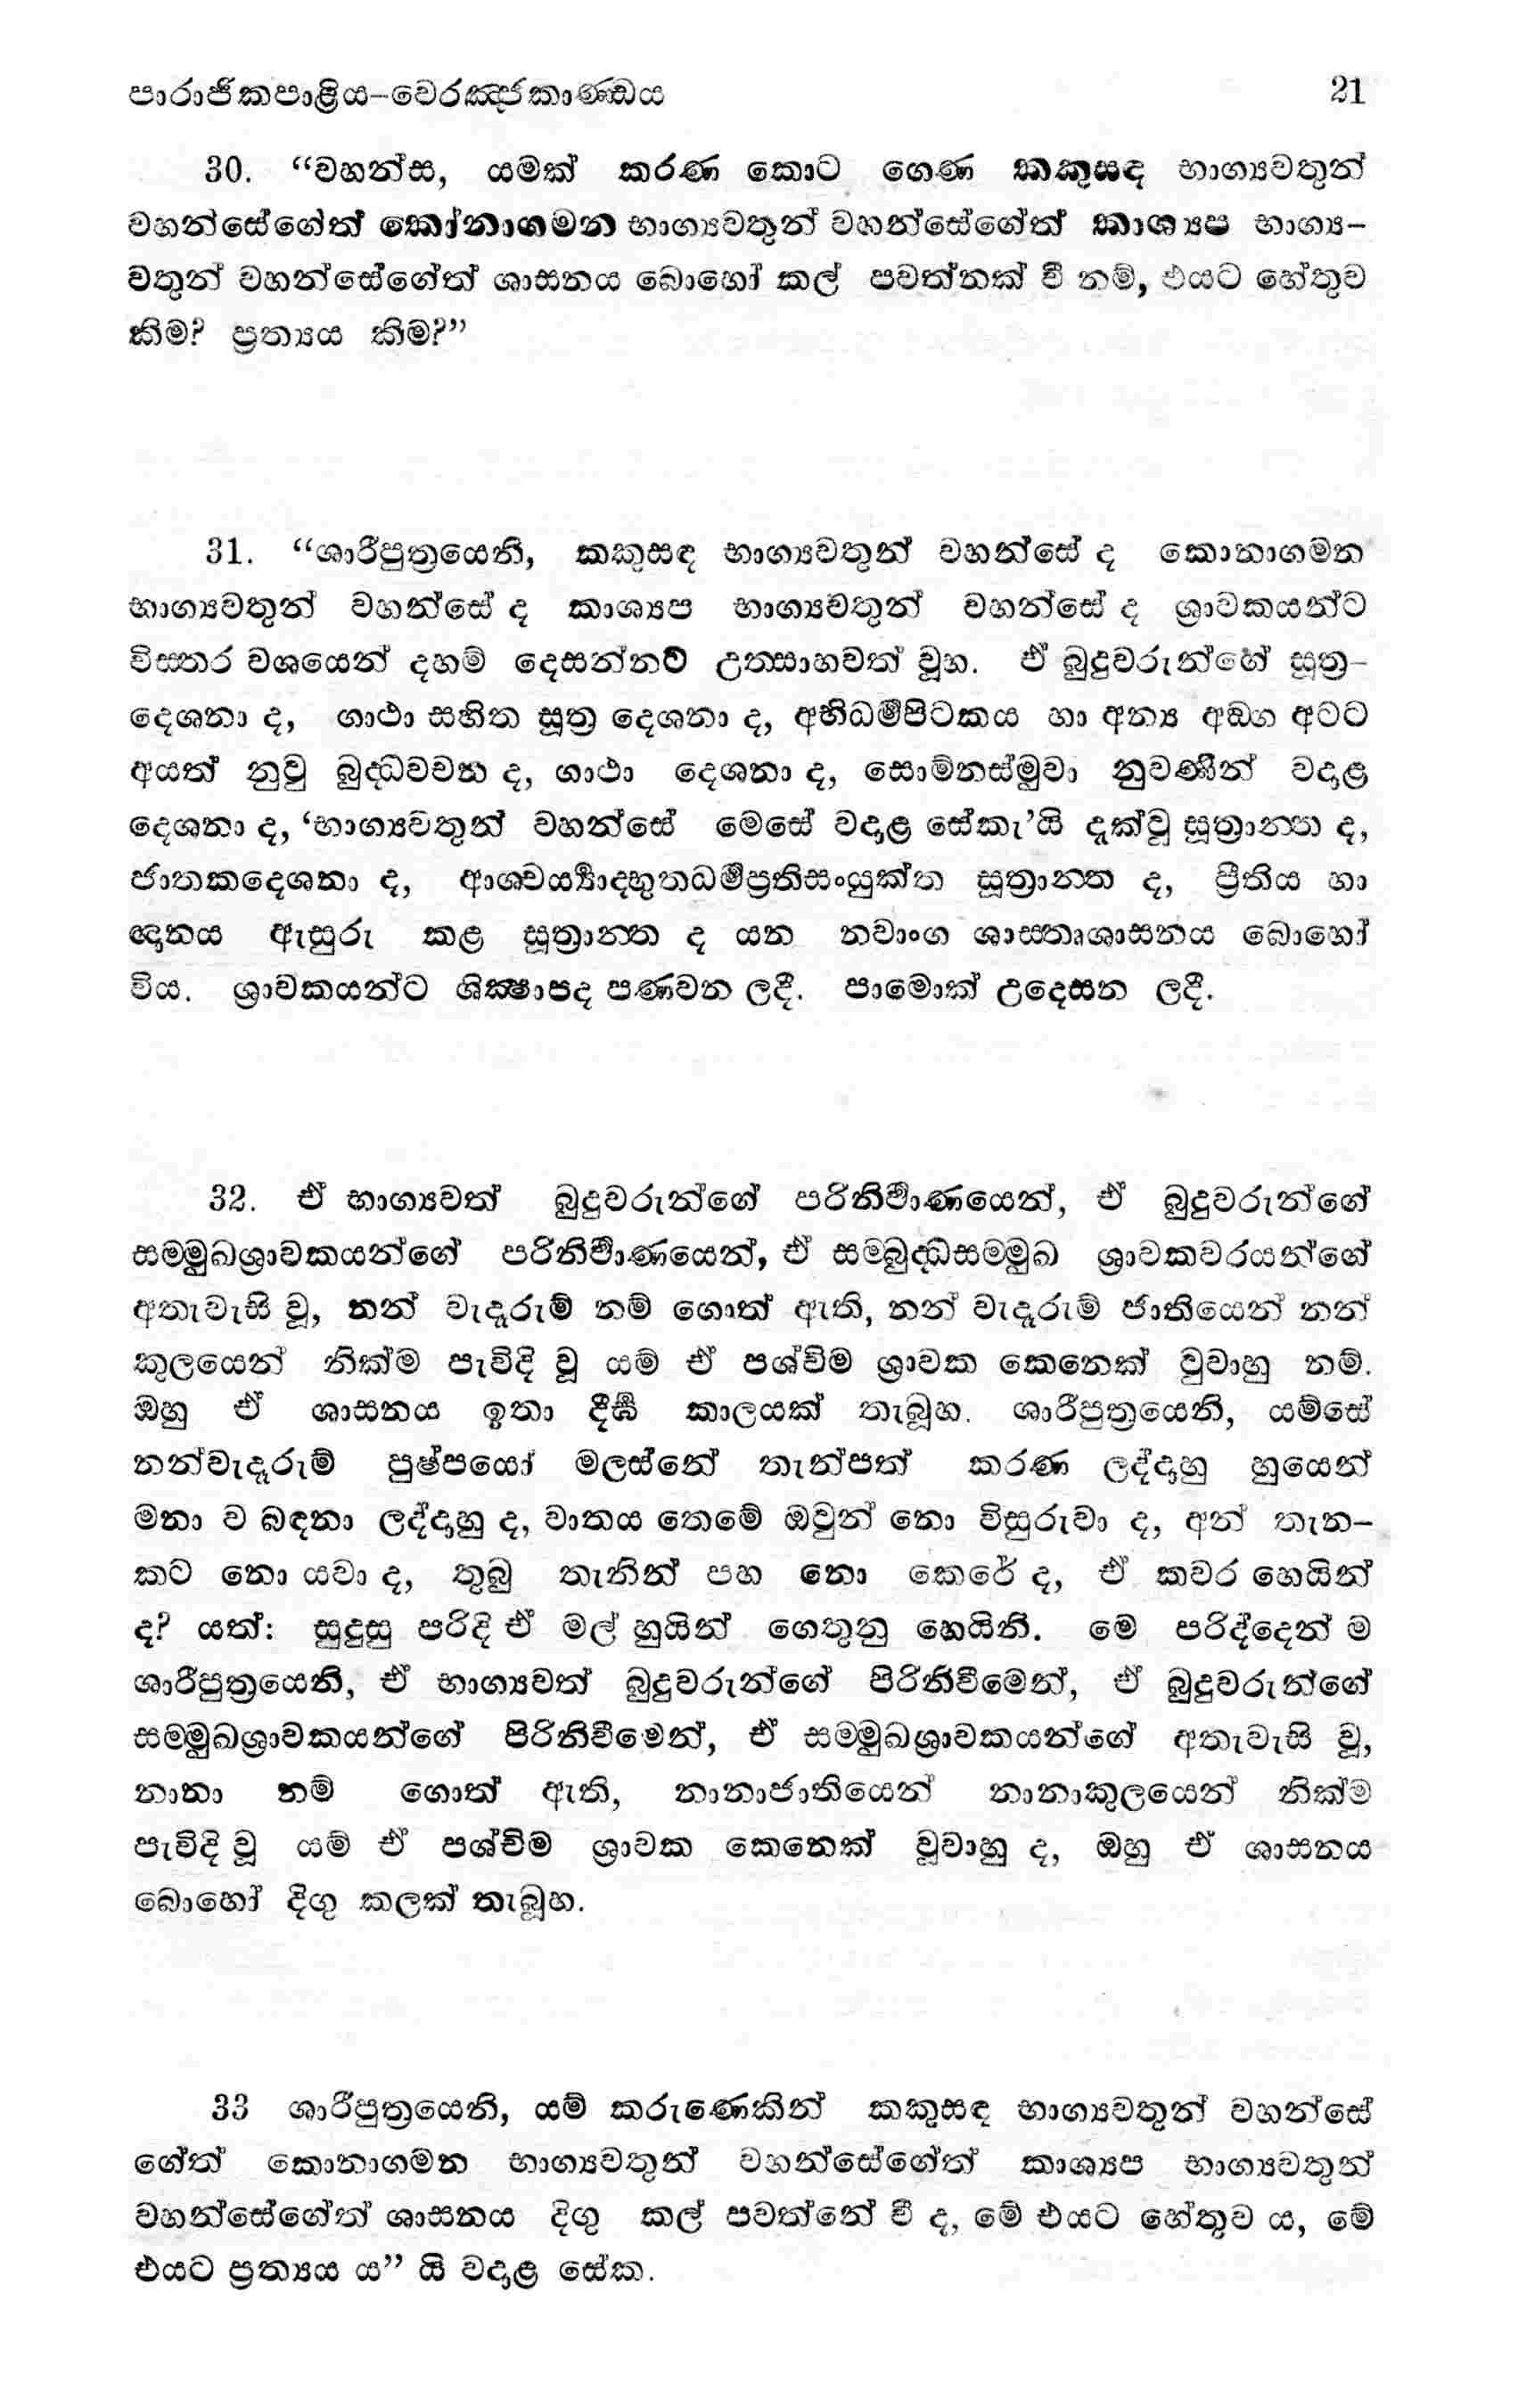 පාරාජිකපාළිය-වෙරඤ්ජකාණ්ඩය 21
30. “වහන්ස, යමක් කරණ කොට ගෙණ කකුසඳ භාග්‍යවතුන්
වහන්සේගේත් කෝනාගමන භාග්‍යවතුන් වහන්සේගේත් කාශ්‍යප භාග්‍ය-
වතුන් වහන්සේගේත් ශාසනය බොහෝ කල් පවත්නක් වී නම්, එයට හේතුව
කිම? ප්‍රත්‍යය කිම?”
31. “ශාරීපුත්‍රයෙනි, කකුසඳ භාග්‍යවතුන් වහන්සේ ද කොනාගමන
භාග්‍යවතුන් වහන්සේ ද කාශ්‍යප භාග්‍යවතුන් වහන්සේ ද ශ්‍රාවකයන්ට
විස්තර වශයෙන් දහම් දෙසන්නට උත්සාහවත් වූහ. ඒ බුදුවරුන්ගේ සූත්‍ර-
දෙශනා ද, ගාථා සහිත සූත්‍ර දෙශනා ද, අභිධර්‍මපිටකය හා අන්‍ය අඞ්ග අටට
අයත් නුවූ බුද්ධවචන ද, ගාථා දෙශනා ද, සොම්නස්මුවා නුවණීන් වදාළ
දෙශනා ද, ‘භාග්‍යවතුන් වහන්සේ මෙසේ වදාළ සේකැ’යි දැක්වූ සූත්‍රාන්ත ද,
ජාතකදෙශනා ද, ආශ්චර්‍ය්‍යාද්භුතධර්‍මප්‍රතිසංයුක්ත සූත්‍රාන්ත ද, ප්‍රීතිය හා
ඥානය ඇසුරු කළ සූත්‍රාන්ත ද යන නවාංග ශාස්තෘශාසනය බොහෝ
විය. ශ්‍රාවකයන්ට ශික්ෂාපද පණවන ලදී. පාමොක් උදෙසන ලදී.
32. ඒ භාග්‍යවත් බුදුවරුන්ගේ පරිනිර්‍වාණයෙන්, ඒ බුදුවරුන්ගේ
සම්මුඛශ්‍රාවකයන්ගේ පරිනිර්‍වාණයෙන්, ඒ සම්බුද්ධසම්මුඛ ශ්‍රාවකවරයන්ගේ
අතැවැසි වූ, නන් වැදෑරුම් නම් ගොත් ඇති, නන් වැදෑරුම් ජාතියෙන් නන්
කුලයෙන් නික්ම පැවිදි වූ යම් ඒ පශ්චිම ශ්‍රාවක කෙනෙක් වුවාහු නම්.
ඔහු ඒ ශාසනය ඉතා දීර්‍ඝ කාලයක් තැබූහ. ශාරීපුත්‍රයෙනි, යම්සේ
නන්වැදෑරුම් පුෂ්පයෝ මලස්නේ තැන්පත් කරණ ලද්දාහු හුයෙන්
මනා ව බඳනා ලද්දාහු ද, වාතය තෙමේ ඔවුන් නො විසුරුවා ද, අන් තැන-
කට නො යවා ද, තුබු තැනින් පහ නො කෙරේ ද, ඒ කවර හෙයින්
ද? යත්: සුදුසු පරිදි ඒ මල් හුයින් ගෙතුනු හෙයිනි. මෙ පරිද්දෙන් ම
ශාරීපුත්‍රයෙනි, ඒ භාග්‍යවත් බුදුවරුන්ගේ පිරිනිවීමෙන්, ඒ බුදුවරුන්ගේ
සම්මුඛශ්‍රාවකයන්ගේ පිරිනිවීමෙන්, ඒ සම්මුඛශ්‍රාවකයන්ගේ අතැවැසි වූ,
නානා නම් ගොත් ඇති, නානාජාතියෙන් නානාකුලයෙන් නික්ම
පැවිදි වූ යම් ඒ පශ්චිම ශ්‍රාවක කෙනෙක් වූවාහු ද, ඔහු ඒ ශාසනය
බොහෝ දිගු කලක් තැබූහ.
33 ශාරීපුත්‍රයෙනි, යම් කරුණෙකින් කකුසඳ භාග්‍යවතුන් වහන්සේ
ගේත් කොනාගමන භාග්‍යවතුන් වහන්සේගේත් කාශ්‍යප භාග්‍යවතුන්
වහන්සේගේත් ශාසනය දිගු කල් පවත්නේ වී ද, මේ එයට හේතුව ය, මේ
එයට ප්‍රත්‍යය ය” යි වදාළ සේක.